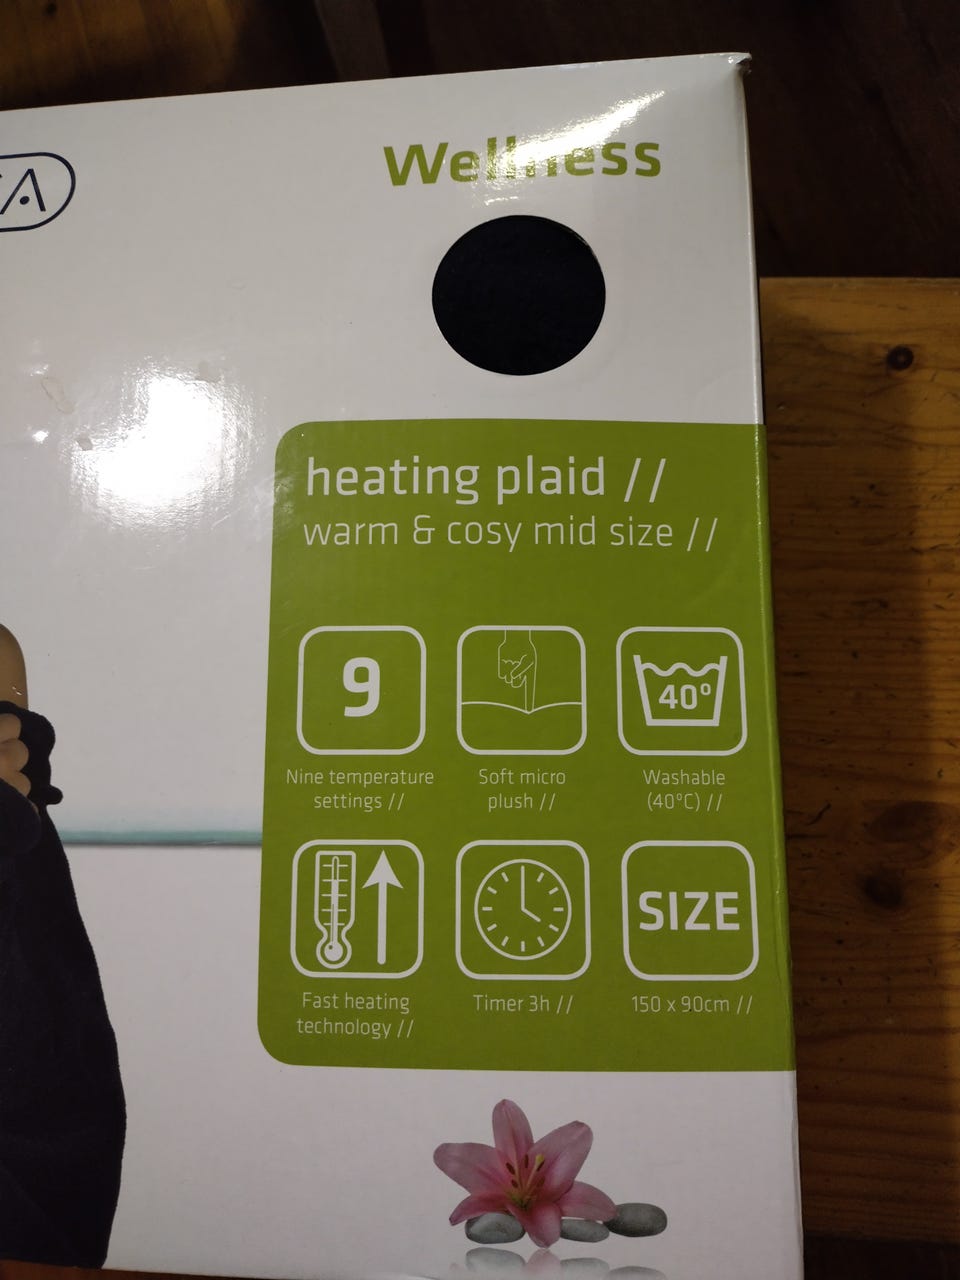 Wellness
heating plaid //
warm & cosy mid size //
9
40°
Nine temperature
settings //
Soft micro
plush //
Washable
(40°C) //
SIZE
Fast heating
technology //
Timer 3h //
150 x 90cm //